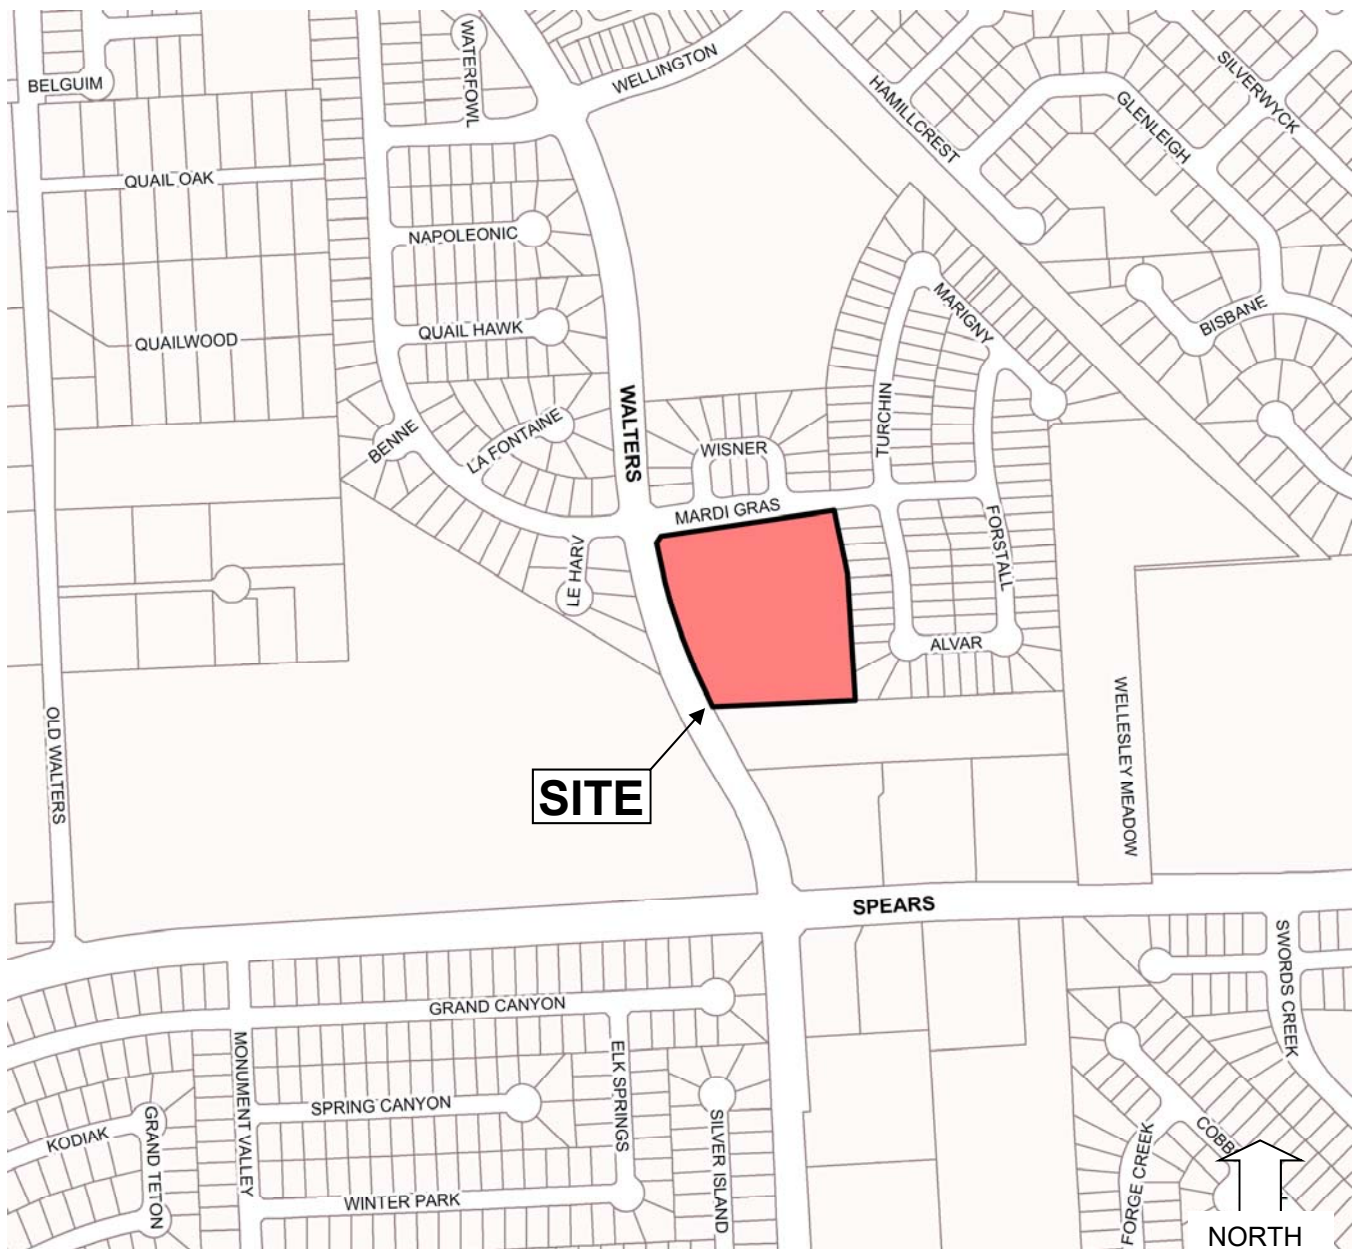 WATERFOWL
WELLINGTON
BELGUIM
HAMILLCREST
SILVERWYCK
GLENLEIGH
QUAIL OAK
NAPOLEONIC
MARIGNY
BISBANE
QUAIL HAWK
QUAILWOOD
WALTERS
TURCHIN
BENNE
LA FONTAINE
WISNER
MARDI GRAS
FORSTALL
LE HARV
ALVAR
WELLESLEY MEADOW
OLD WALTERS
SITE
SPEARS
SWORDS CREEK
GRAND CANYON
MONUMENT VALLEY
ELK SPRINGS
SPRING CANYON
SILVER ISLAND
KODIAK
GRAND TETON
WINTER PARK
FORGE CREEK
COBB
NORTH